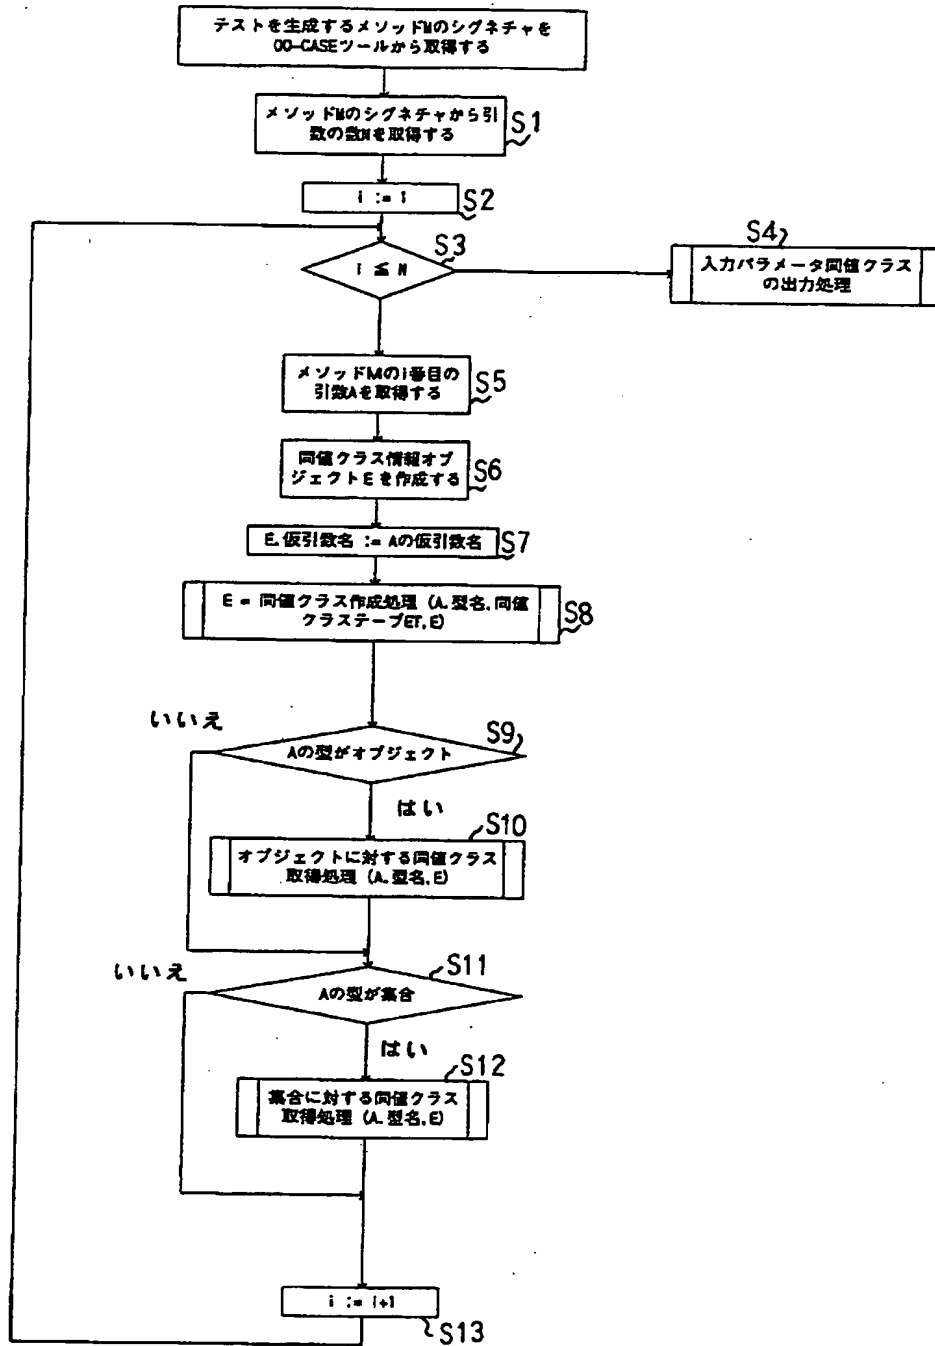 テストを生成するメソッドMのシグネチャを
OO-CASEツールから取得する
メソッドMのシグネチャから引
数の数Nを取得する
S1
i := 1
S2
S3
i ≦ N
S4
入力パラメータ同値クラス
の出力処理
メソッドMのi番目の
引数Aを取得する
S5
同値クラス情報オブ
ジェクトEを作成する
S6
E.仮引数名 := Aの仮引数名
S7
E = 同値クラス作成処理 (A.型名,同値
クラステーブET,E)
S8
いいえ
S9
Aの型がオブジェクト
はい
S10
オブジェクトに対する同値クラス
取得処理 (A.型名,E)
いいえ
S11
Aの型が集合
はい
S12
集合に対する同値クラス
取得処理 (A.型名,E)
i := i+1
S13